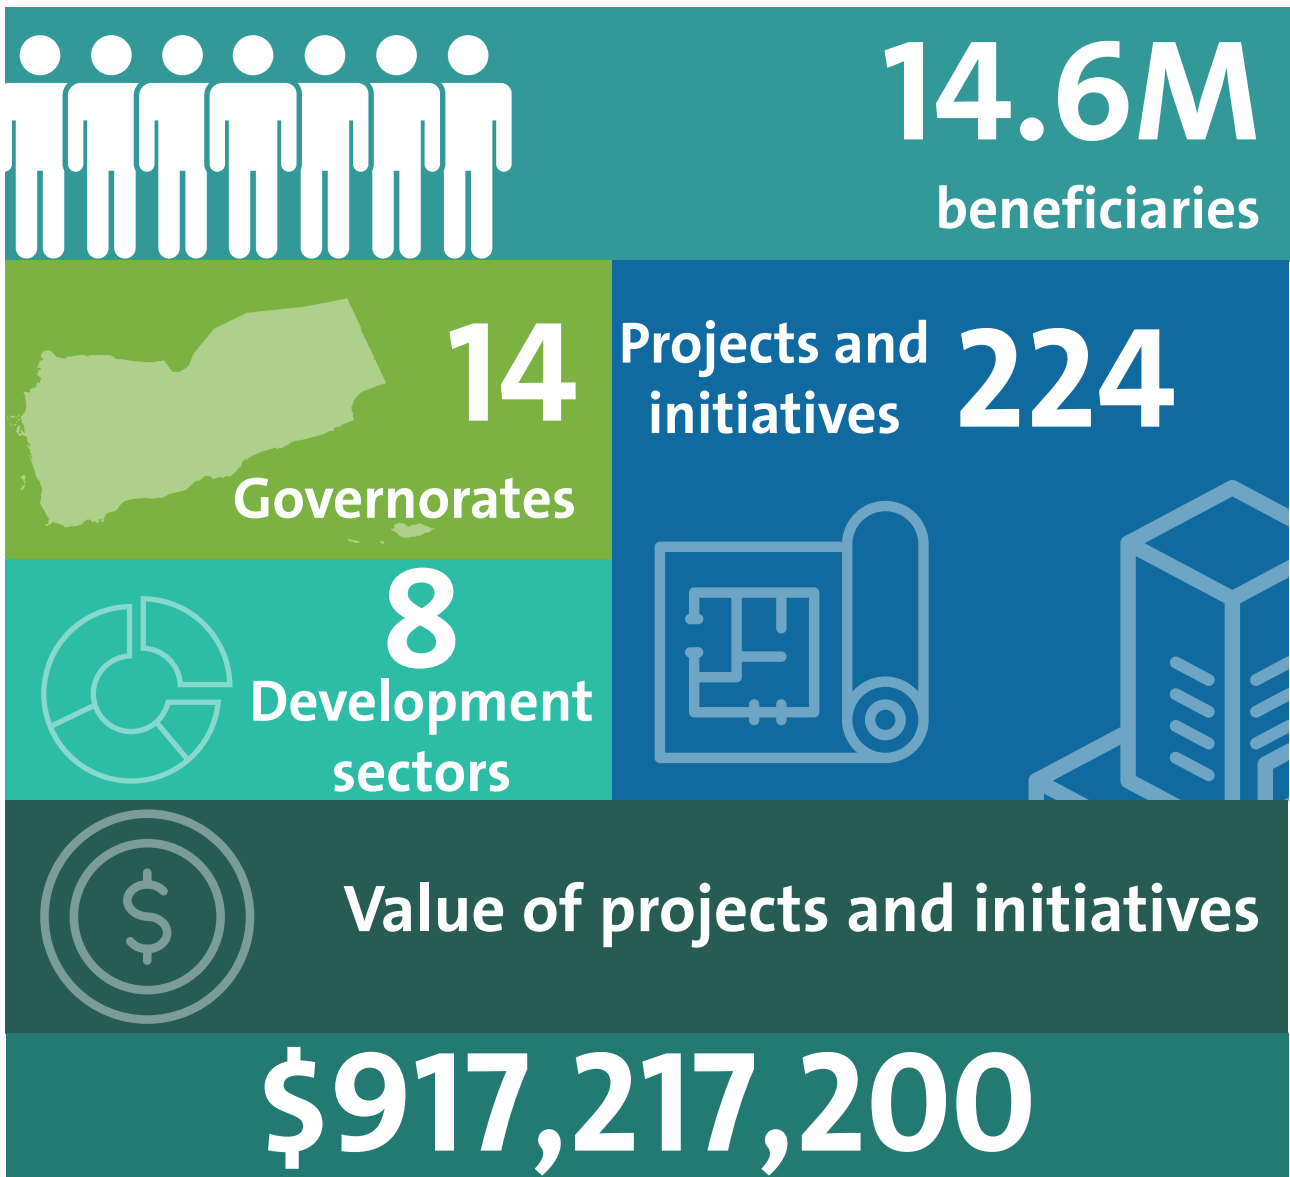 14.6M
beneficiaries
14
Governorates
Projects and
initiatives
224
8
Development
sectors
$
Value of projects and initiatives
$917,217,200